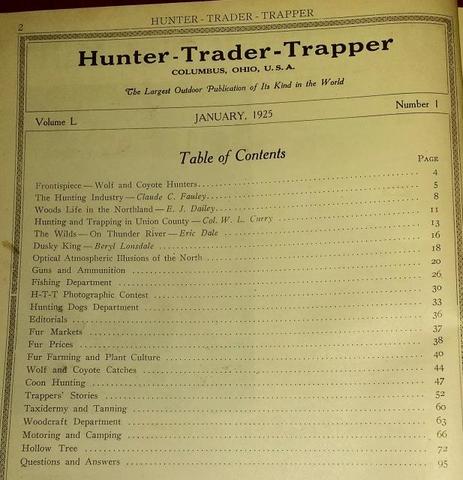 2
HUNTER-TRADER-TRAPPER
Hunter-Trader-Trapper
COLUMBUS, OHIO, U.S.A.
The Largest Outdoor Publication of Its Kind in the World
Volume L JANUARY, 1925 Number 1
Table of Contents
PAGE
Frontispiece—Wolf and Coyote Hunters 4
The Hunting Industry—Claude C. Fauley 5
Woods Life in the Northland—E. J. Dailey 8
Hunting and Trapping in Union County—Col. W. L. Curry 11
The Wilds—On Thunder River—Eric Dale 13
Dusky King—Beryl Lonsdale 16
Optical Atmospheric Illusions of the North 18
Guns and Ammunition 20
Fishing Department 26
H-T-T Photographic Contest 30
Hunting Dogs Department 33
Editorials 36
Fur Markets 37
Fur Prices 38
Fur Farming and Plant Culture 40
Wolf and Coyote Catches 44
Coon Hunting 47
Trappers' Stories 52
Taxidermy and Tanning 60
Woodcraft Department 63
Motoring and Camping 66
Hollow Tree 72
Questions and Answers 95